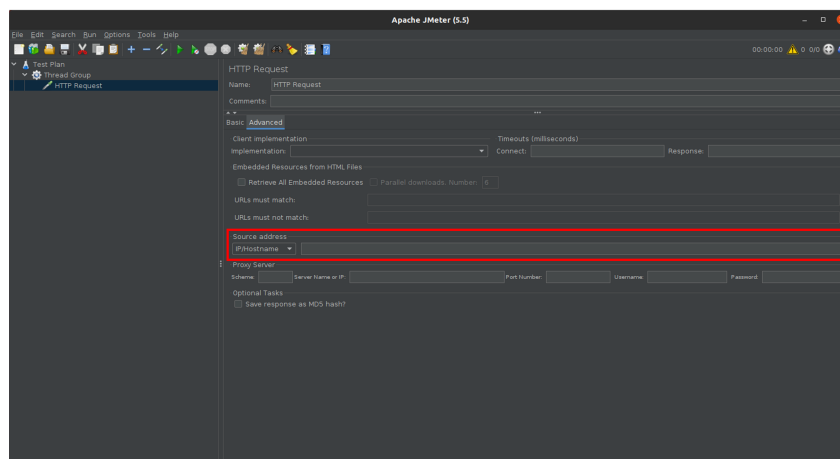 Apache JMeter (5.5)
File Edit Search Run Options Tools Help
00:00:00 0 0/0
Test Plan
Thread Group
HTTP Request
HTTP Request
Name: HTTP Request
Comments:
Basic Advanced
Client implementation Timeouts (milliseconds)
Implementation: Connect: Response:
Embedded Resources from HTML Files
Retrieve All Embedded Resources Parallel downloads. Number: 6
URLs must match:
URLs must not match:
Source address
IP/Hostname
Proxy Server
Scheme: Server Name or IP: Port Number: Username: Password:
Optional Tasks
Save response as MD5 hash?